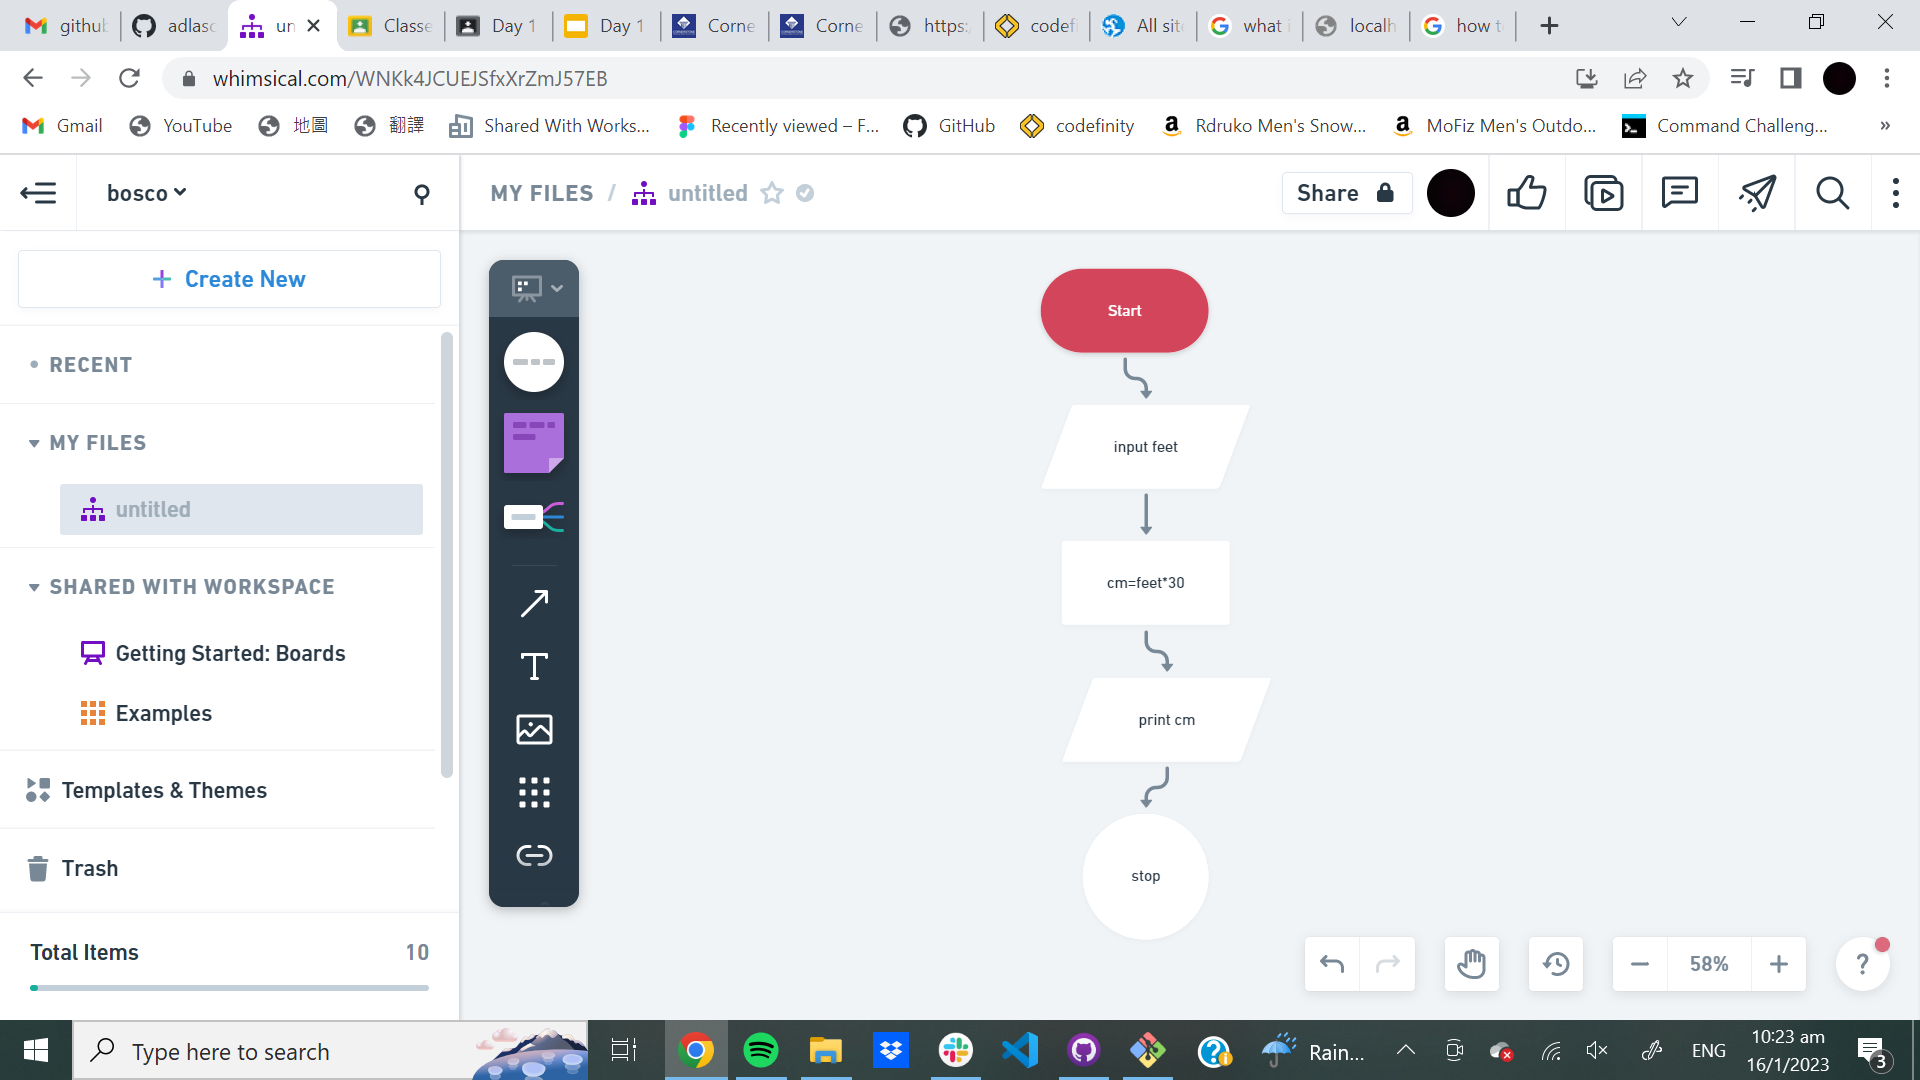 github
adlasc
un
Classe
Day 1
Day 1
Corne
Corne
https:/
codefi
All site
what i
localh
how to
whimsical.com/WNKk4JCUEJSfxXrZmJ57EB
Gmail
YouTube
地圖
翻譯
Shared With Works...
Recently viewed – F...
GitHub
codefinity
Rdruko Men's Snow...
MoFiz Men's Outdo...
Command Challeng...
»
bosco
MY FILES / untitled
Share
Create New
RECENT
MY FILES
untitled
SHARED WITH WORKSPACE
Getting Started: Boards
Examples
Templates & Themes
Trash
Total Items 10
Start
input feet
cm=feet*30
print cm
stop
58%
?
Type here to search
Rain...
ENG
10:23 am
16/1/2023
3